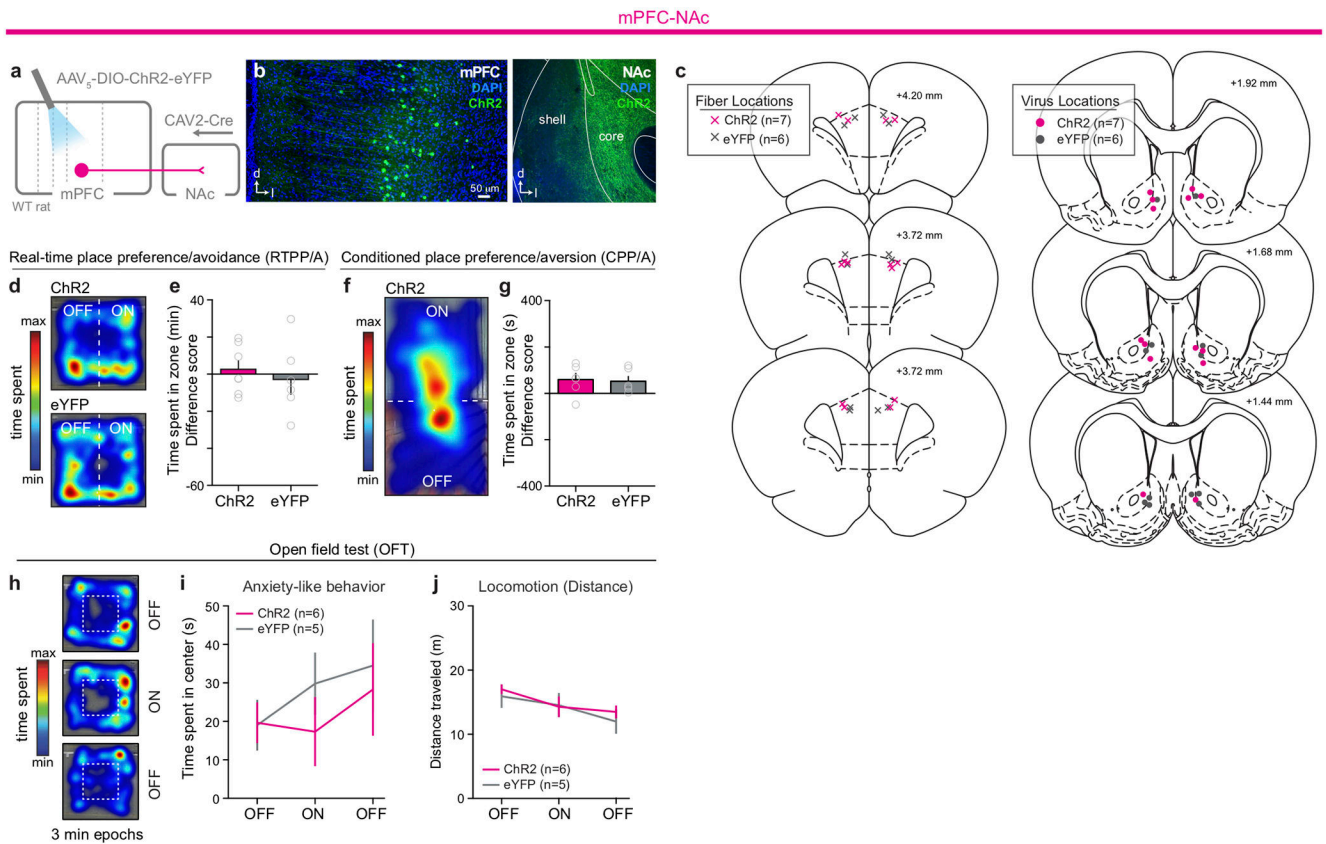 mPFC-NAc
a
AAV5-DIO-ChR2-eYFP
CAV2-Cre
mPFC
NAc
WT rat
b
mPFC
DAPI
ChR2
d
l
50 μm
NAc
DAPI
ChR2
shell
core
d
l
c
Fiber Locations
ChR2 (n=7)
eYFP (n=6)
+4.20 mm
+3.72 mm
+3.72 mm
Virus Locations
ChR2 (n=7)
eYFP (n=6)
+1.92 mm
+1.68 mm
+1.44 mm
Real-time place preference/avoidance (RTPP/A)
d
ChR2
OFF
ON
eYFP
OFF
ON
max
time spent
min
e
Time spent in zone (min)
Difference score
40
0
-60
ChR2
eYFP
Conditioned place preference/aversion (CPP/A)
f
max
time spent
min
ON
OFF
g
Time spent in zone (s)
Difference score
400
0
-400
ChR2
eYFP
Open field test (OFT)
h
max
time spent
min
OFF
ON
OFF
3 min epochs
i
Anxiety-like behavior
ChR2 (n=6)
eYFP (n=5)
Time spent in center (s)
50
40
30
20
10
0
OFF
ON
OFF
j
Locomotion (Distance)
Distance traveled (m)
30
20
10
0
ChR2 (n=6)
eYFP (n=5)
OFF
ON
OFF